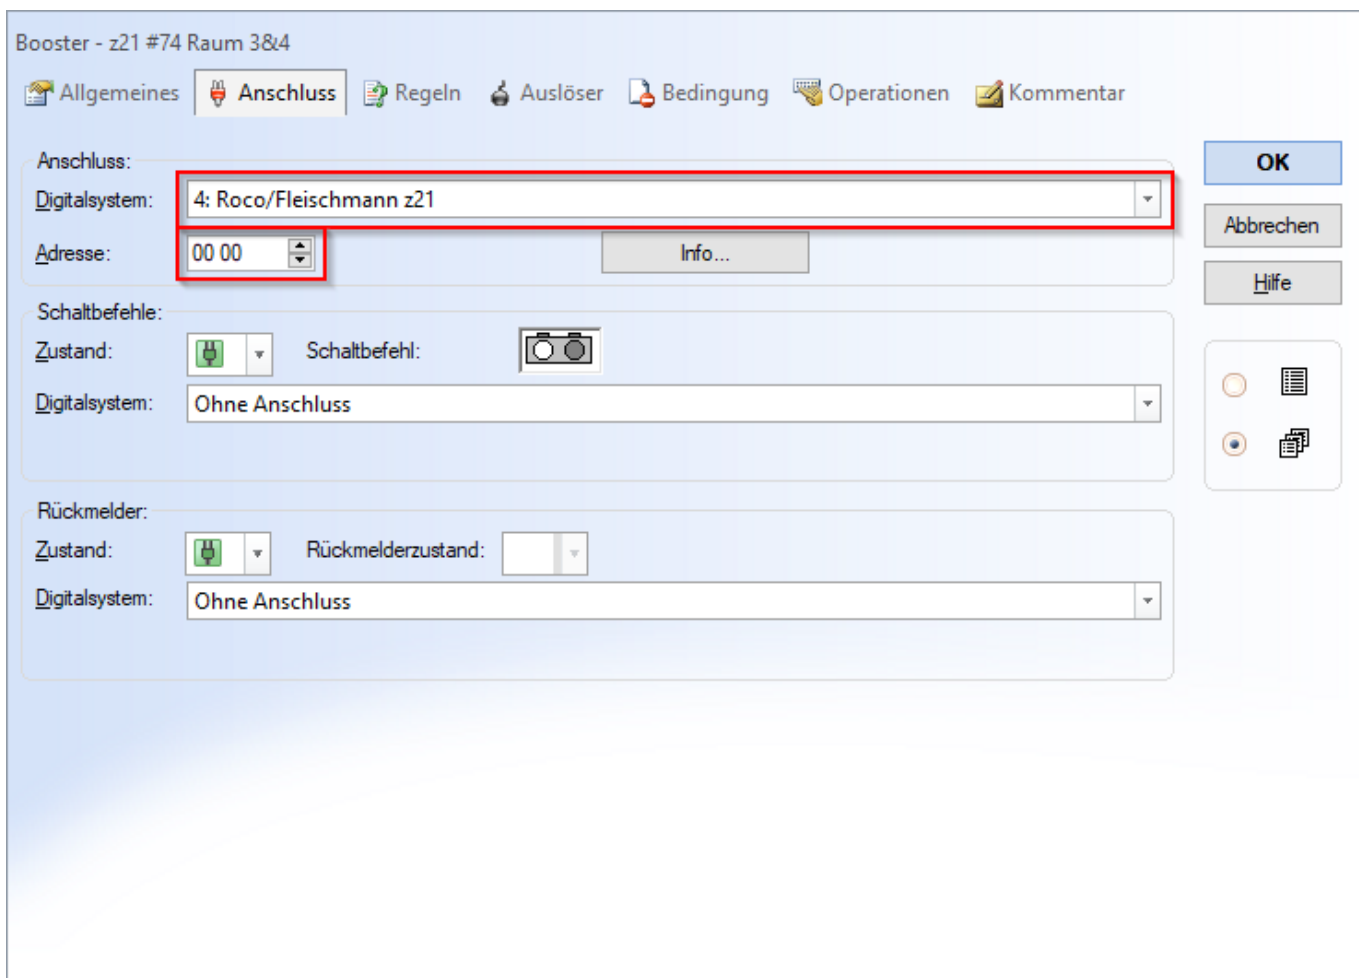 Booster - z21 #74 Raum 3&4
Allgemeines Anschluss Regeln Auslöser Bedingung Operationen Kommentar
Anschluss:
Digitalsystem: 4: Roco/Fleischmann z21
Adresse: 00 00 Info...
OK
Abbrechen
Hilfe
Schaltbefehle:
Zustand: Schaltbefehl:
Digitalsystem: Ohne Anschluss
Rückmelder:
Zustand: Rückmelderzustand:
Digitalsystem: Ohne Anschluss